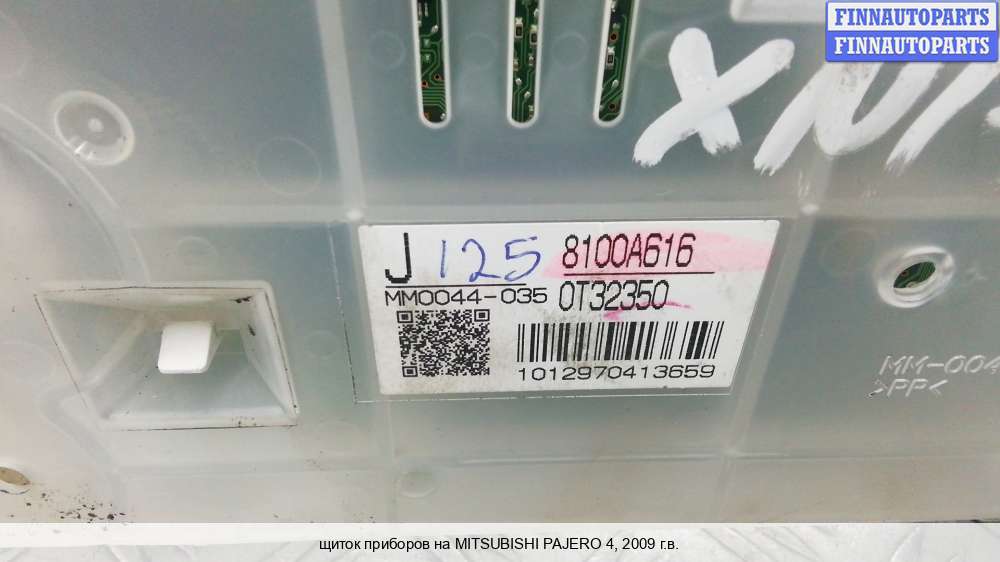 FINNAUTOPARTS
FINNAUTOPARTS
J 125 8100A616
MM0044-035 0T32350
1012970413659
MM-004
>PP<
щиток приборов на MITSUBISHI PAJERO 4, 2009 г.в.